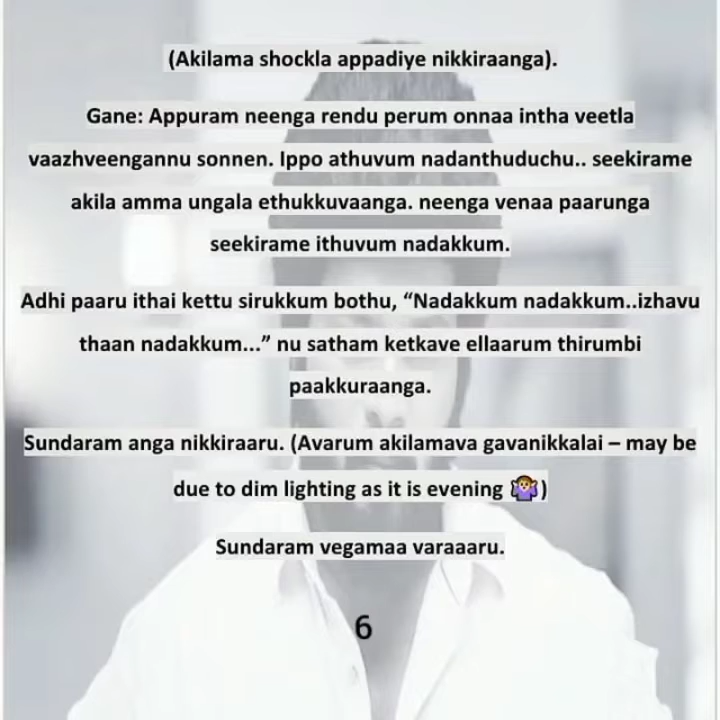 (Akilama shockla appadiye nikkiraanga).
Gane: Appuram neenga rendu perum onnaa intha veetla
vaazhveengannu sonnen. Ippo athuvum nadanthuduchu.. seekirame
akila amma ungala ethukkuvaanga. neenga venaa paarunga
seekirame ithuvum nadakkum.
Adhi paaru ithai kettu sirukkum bothu, “Nadakkum nadakkum..izhavu
thaan nadakkum...” nu satham ketkave ellaarum thirumbi
paakkuraanga.
Sundaram anga nikkiraaru. (Avarum akilamava gavanikkalai – may be
due to dim lighting as it is evening 🤷‍♀️)
Sundaram vegamaa varaaaru.
6